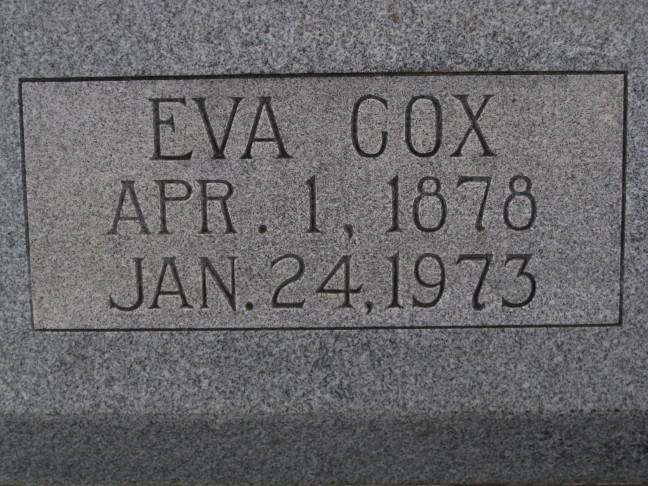 EVA COX
APR. 1, 1878
JAN. 24, 1973